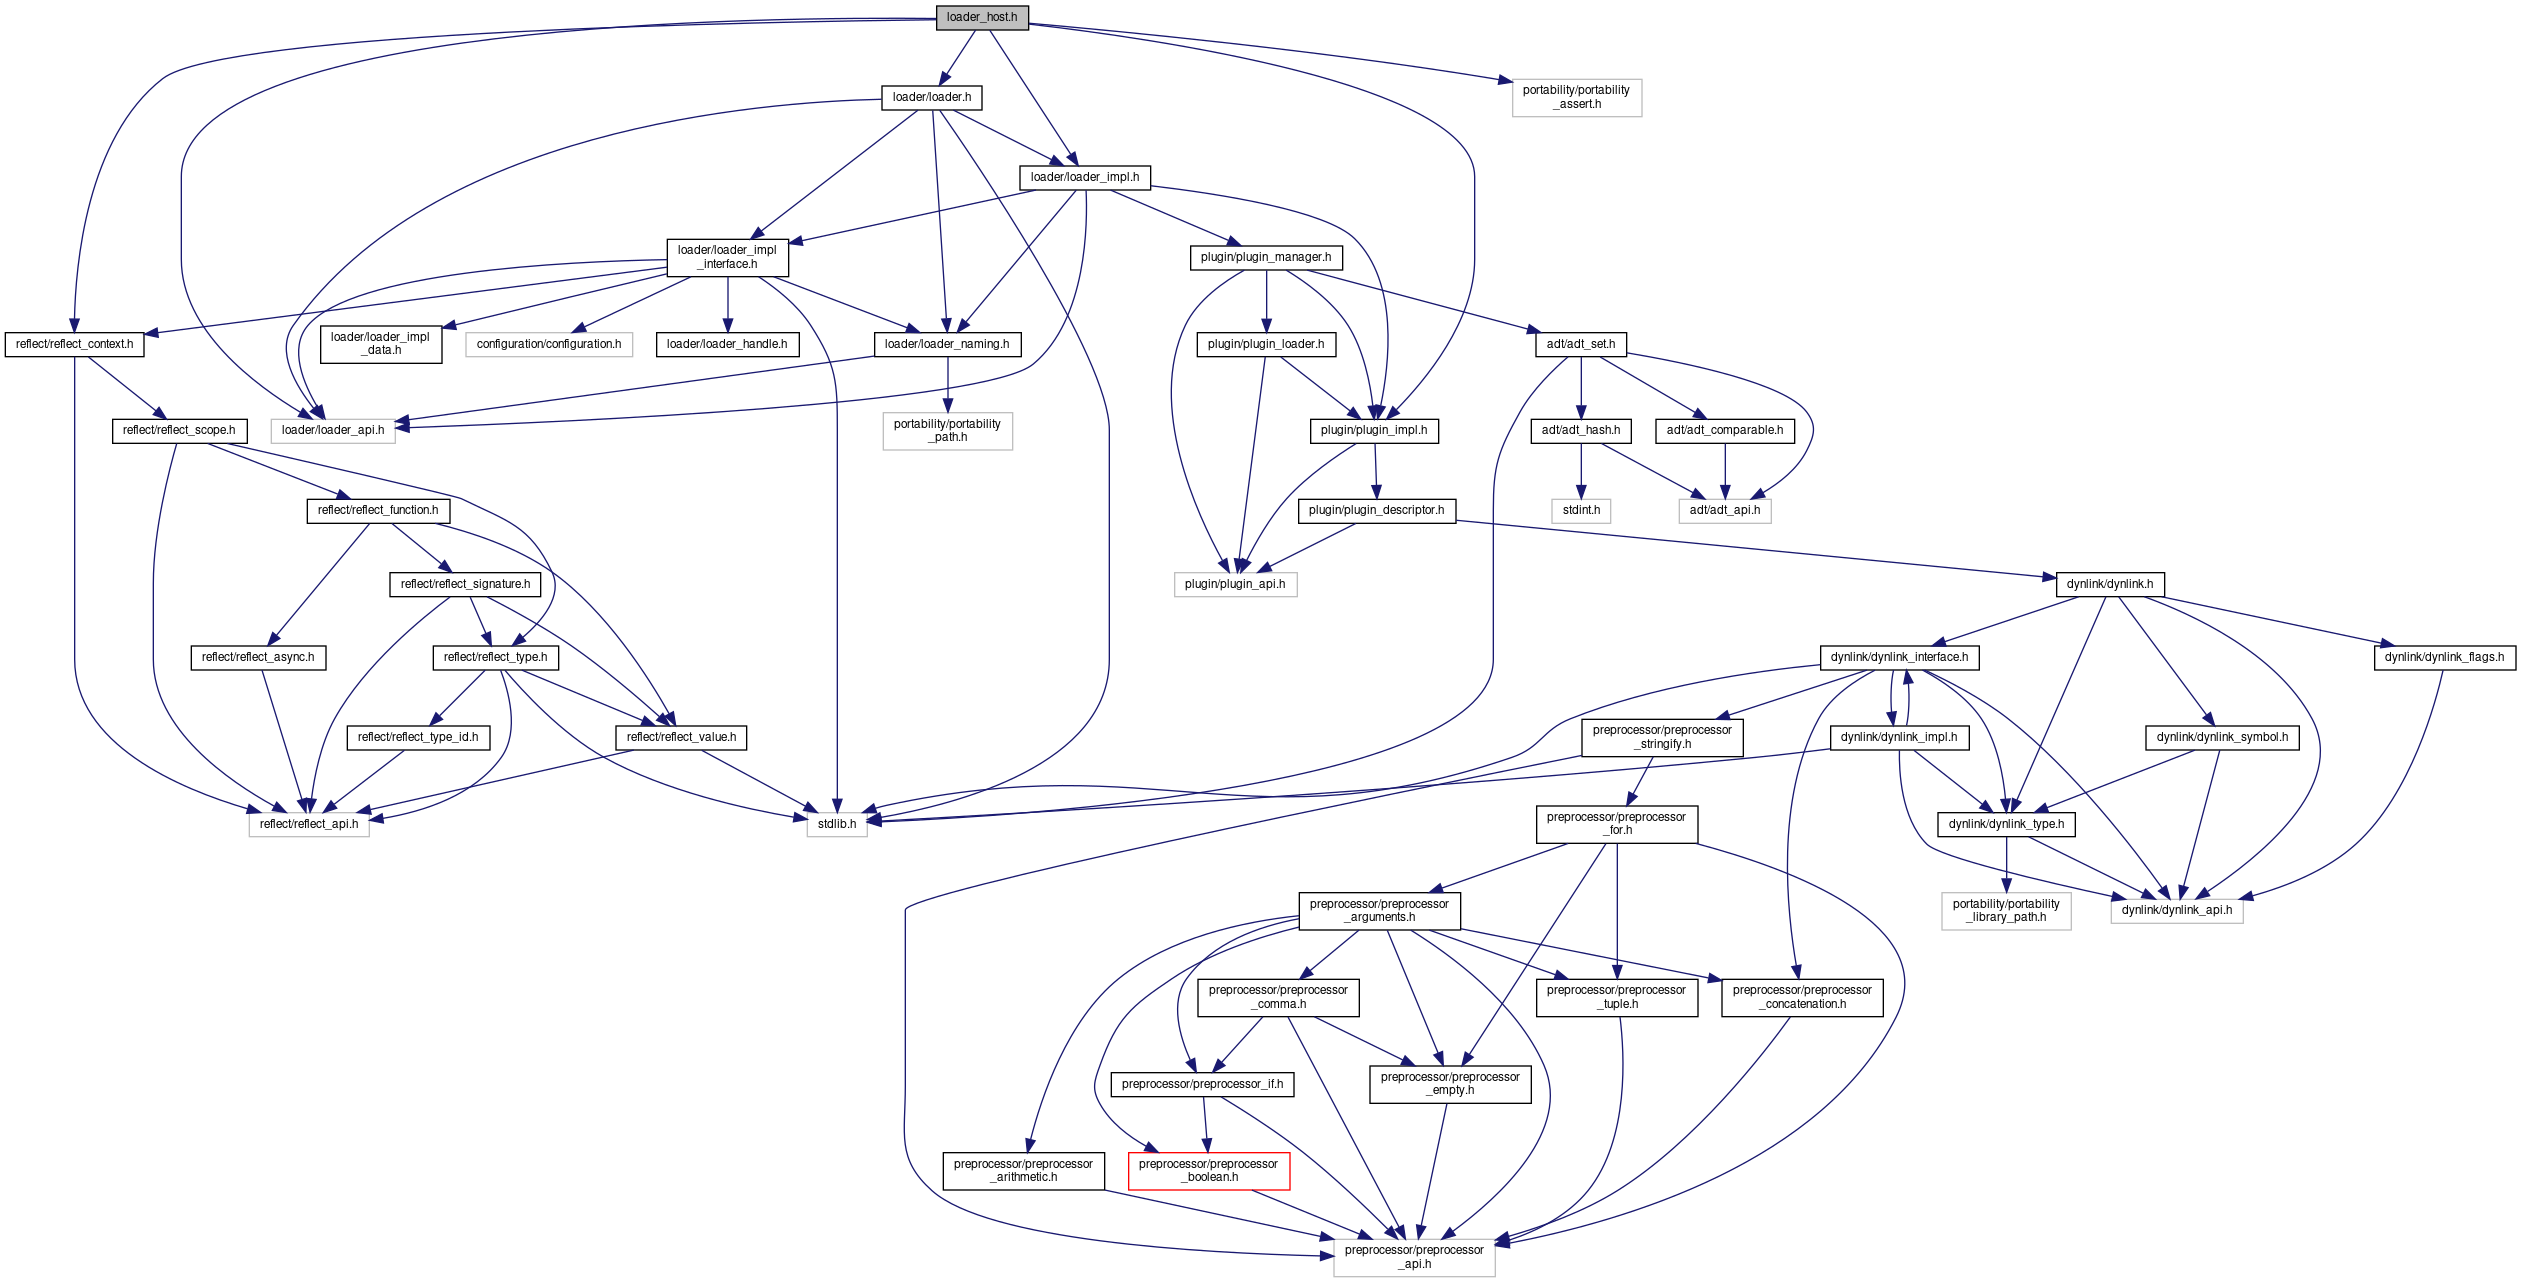 loader_host.h
loader/loader.h
portability/portability
_assert.h
loader/loader_impl.h
loader/loader_impl
_interface.h
plugin/plugin_manager.h
reflect/reflect_context.h
loader/loader_impl
_data.h
configuration/configuration.h
loader/loader_handle.h
loader/loader_naming.h
plugin/plugin_loader.h
adt/adt_set.h
reflect/reflect_scope.h
loader/loader_api.h
portability/portability
_path.h
plugin/plugin_impl.h
adt/adt_hash.h
adt/adt_comparable.h
reflect/reflect_function.h
plugin/plugin_descriptor.h
stdint.h
adt/adt_api.h
reflect/reflect_signature.h
plugin/plugin_api.h
dynlink/dynlink.h
reflect/reflect_async.h
reflect/reflect_type.h
dynlink/dynlink_interface.h
dynlink/dynlink_flags.h
reflect/reflect_type_id.h
reflect/reflect_value.h
preprocessor/preprocessor
_stringify.h
dynlink/dynlink_impl.h
dynlink/dynlink_symbol.h
reflect/reflect_api.h
stdlib.h
preprocessor/preprocessor
_for.h
dynlink/dynlink_type.h
preprocessor/preprocessor
_arguments.h
portability/portability
_library_path.h
dynlink/dynlink_api.h
preprocessor/preprocessor
_comma.h
preprocessor/preprocessor
_tuple.h
preprocessor/preprocessor
_concatenation.h
preprocessor/preprocessor_if.h
preprocessor/preprocessor
_empty.h
preprocessor/preprocessor
_arithmetic.h
preprocessor/preprocessor
_boolean.h
preprocessor/preprocessor
_api.h